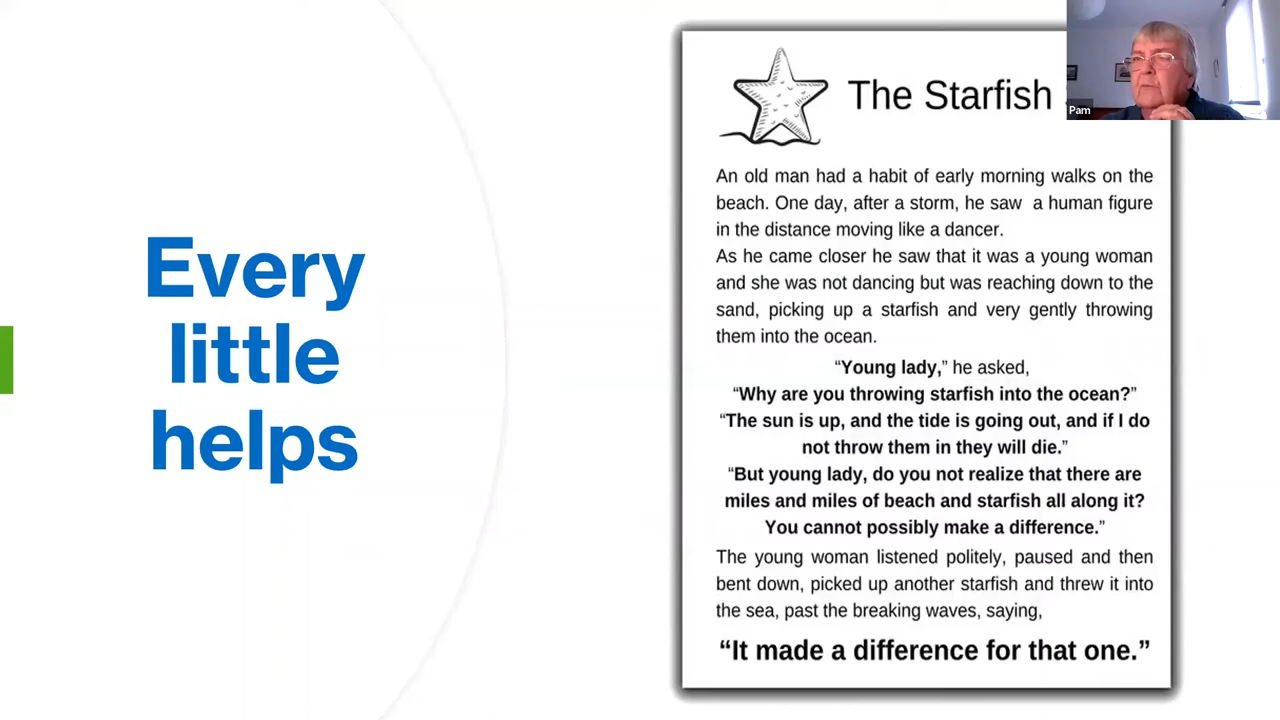 Every
little
helps
The Starfish
Pam
An old man had a habit of early morning walks on the
beach. One day, after a storm, he saw a human figure
in the distance moving like a dancer.
As he came closer he saw that it was a young woman
and she was not dancing but was reaching down to the
sand, picking up a starfish and very gently throwing
them into the ocean.
“Young lady,” he asked,
“Why are you throwing starfish into the ocean?”
“The sun is up, and the tide is going out, and if I do
not throw them in they will die.”
“But young lady, do you not realize that there are
miles and miles of beach and starfish all along it?
You cannot possibly make a difference.”
The young woman listened politely, paused and then
bent down, picked up another starfish and threw it into
the sea, past the breaking waves, saying,
“It made a difference for that one.”